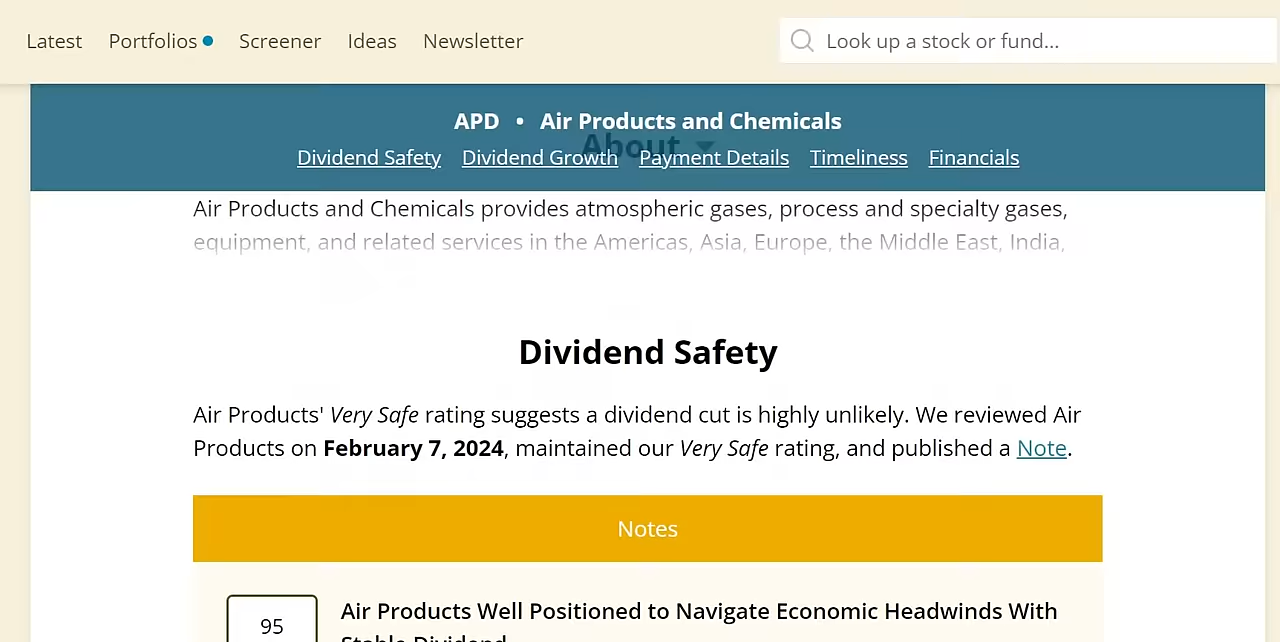 Latest Portfolios Screener Ideas Newsletter Look up a stock or fund...
APD • Air Products and Chemicals
About
Dividend Safety Dividend Growth Payment Details Timeliness Financials
Air Products and Chemicals provides atmospheric gases, process and specialty gases,
equipment, and related services in the Americas, Asia, Europe, the Middle East, India,
Dividend Safety
Air Products' Very Safe rating suggests a dividend cut is highly unlikely. We reviewed Air
Products on February 7, 2024, maintained our Very Safe rating, and published a Note.
Notes
95
Air Products Well Positioned to Navigate Economic Headwinds With
Stable Dividend